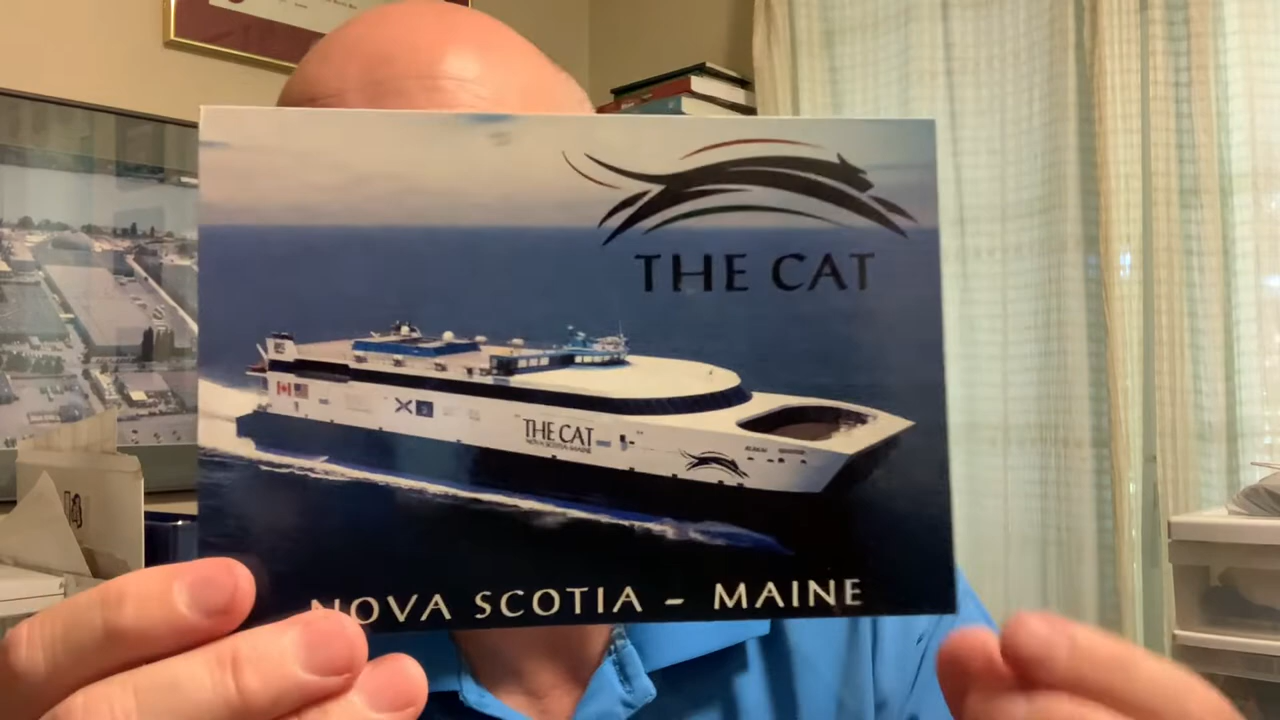 THE CAT
THE CAT
NOVA SCOTIA-MAINE
NOVA SCOTIA - MAINE